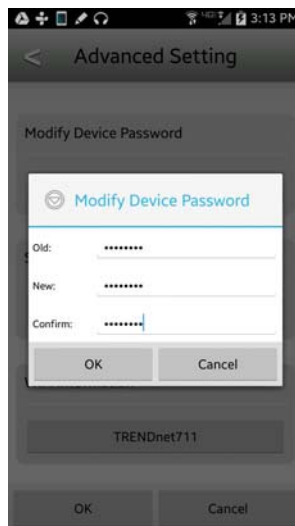 4G 3:13 PM
< Advanced Setting
Modify Device Password
Modify Device Password
Old: ••••••••
New: ••••••••
Confirm: ••••••••
OK Cancel
TRENDnet711
OK Cancel